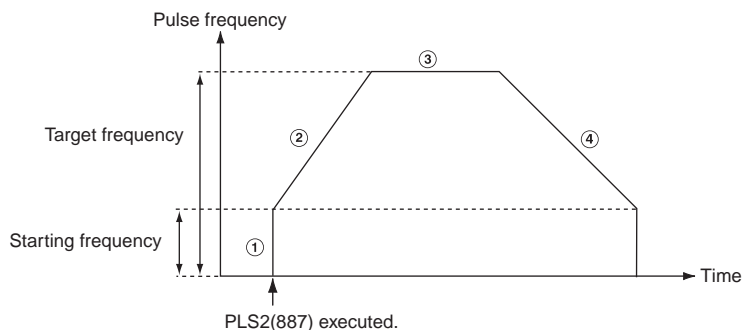 Pulse frequency
③
Target frequency
②
④
Starting frequency
①
Time
PLS2(887) executed.